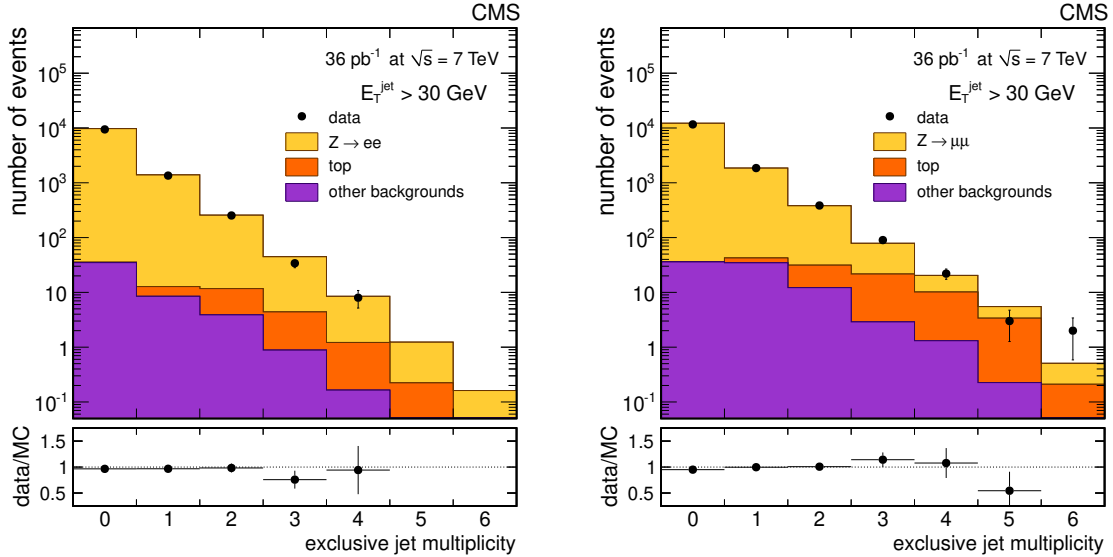 CMS
number of events
36 pb⁻¹ at √s = 7 TeV
E_T^jet > 30 GeV
data
Z → ee
top
other backgrounds
10⁵
10⁴
10³
10²
10
1
10⁻¹
data/MC
1.5
1
0.5
0 1 2 3 4 5 6
exclusive jet multiplicity
CMS
number of events
36 pb⁻¹ at √s = 7 TeV
E_T^jet > 30 GeV
data
Z → μμ
top
other backgrounds
10⁵
10⁴
10³
10²
10
1
10⁻¹
data/MC
1.5
1
0.5
0 1 2 3 4 5 6
exclusive jet multiplicity